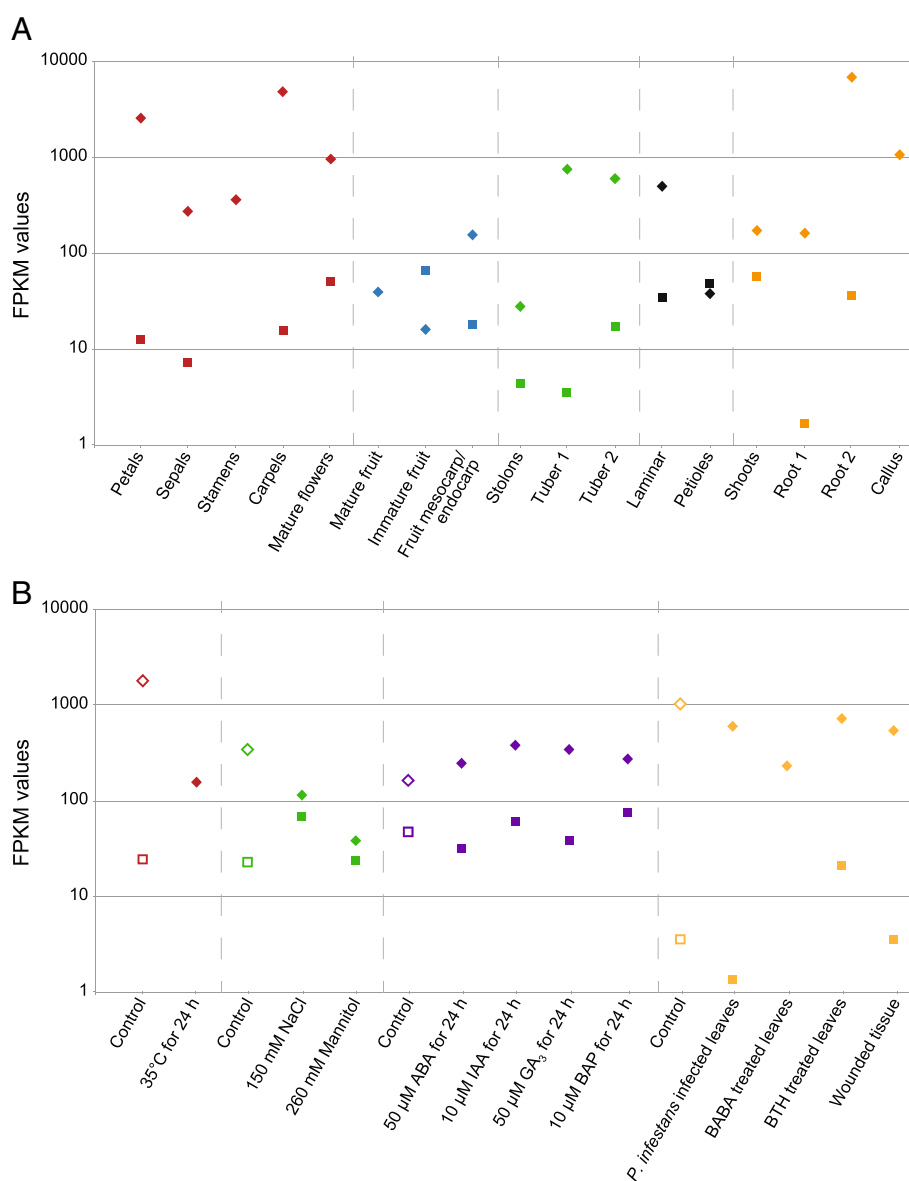 A
10000
1000
100
10
1
FPKM values
Petals
Sepals
Stamens
Carpels
Mature flowers
Mature fruit
Immature fruit
Fruit mesocarp/
endocarp
Stolons
Tuber 1
Tuber 2
Laminar
Petioles
Shoots
Root 1
Root 2
Callus
B
10000
1000
100
10
1
FPKM values
Control
35°C for 24 h
Control
150 mM NaCl
260 mM Mannitol
Control
50 µM ABA for 24 h
10 µM IAA for 24 h
50 µM GA₃ for 24 h
10 µM BAP for 24 h
Control
P. infestans infected leaves
BABA treated leaves
BTH treated leaves
Wounded tissue